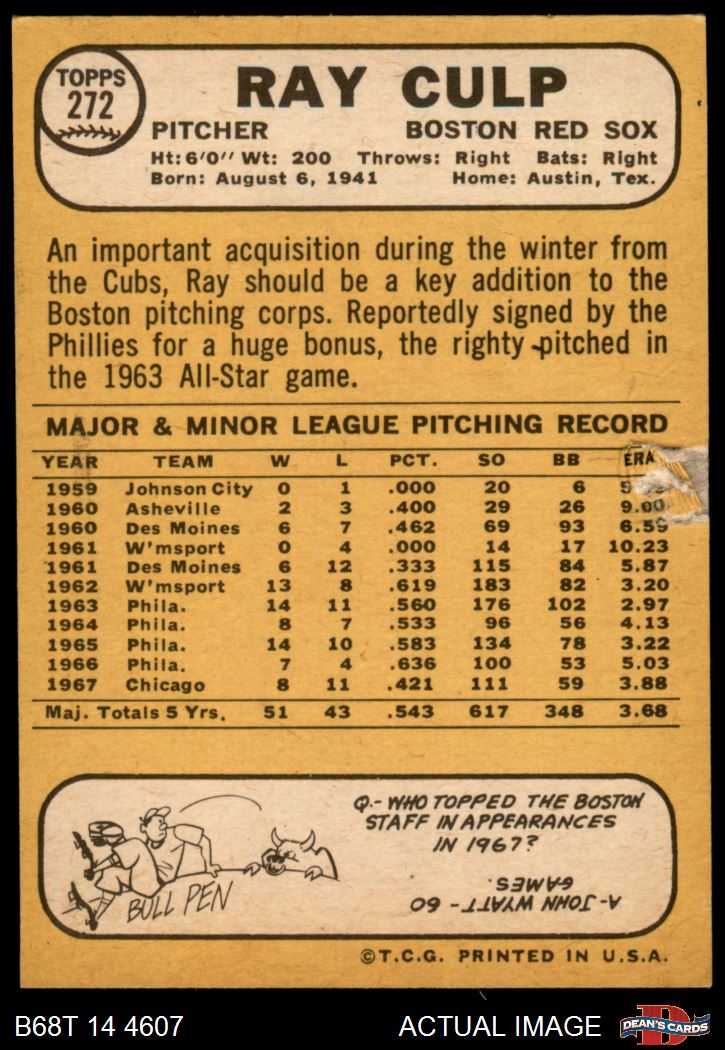 TOPPS
272
RAY CULP
PITCHER BOSTON RED SOX
Ht: 6'0" Wt: 200 Throws: Right Bats: Right
Born: August 6, 1941 Home: Austin, Tex.
An important acquisition during the winter from
the Cubs, Ray should be a key addition to the
Boston pitching corps. Reportedly signed by the
Phillies for a huge bonus, the righty pitched in
the 1963 All-Star game.
MAJOR & MINOR LEAGUE PITCHING RECORD
YEAR TEAM W L PCT. SO BB ERA
1959 Johnson City 0 1 .000 20 6
1960 Asheville 2 3 .400 29 26 9.00
1960 Des Moines 6 7 .462 69 93 6.59
1961 W'msport 0 4 .000 14 17 10.23
1961 Des Moines 6 12 .333 115 84 5.87
1962 W'msport 13 8 .619 183 82 3.20
1963 Phila. 14 11 .560 176 102 2.97
1964 Phila. 8 7 .533 96 56 4.13
1965 Phila. 14 10 .583 134 78 3.22
1966 Phila. 7 4 .636 100 53 5.03
1967 Chicago 8 11 .421 111 59 3.88
Maj. Totals 5 Yrs. 51 43 .543 617 348 3.68
Q.- WHO TOPPED THE BOSTON
STAFF IN APPEARANCES
IN 1967?
A- JOHN WYATT - 60
GAMES.
BULL PEN
©T.C.G. PRINTED IN U.S.A.
B68T 14 4607 ACTUAL IMAGE D DEAN'S CARDS